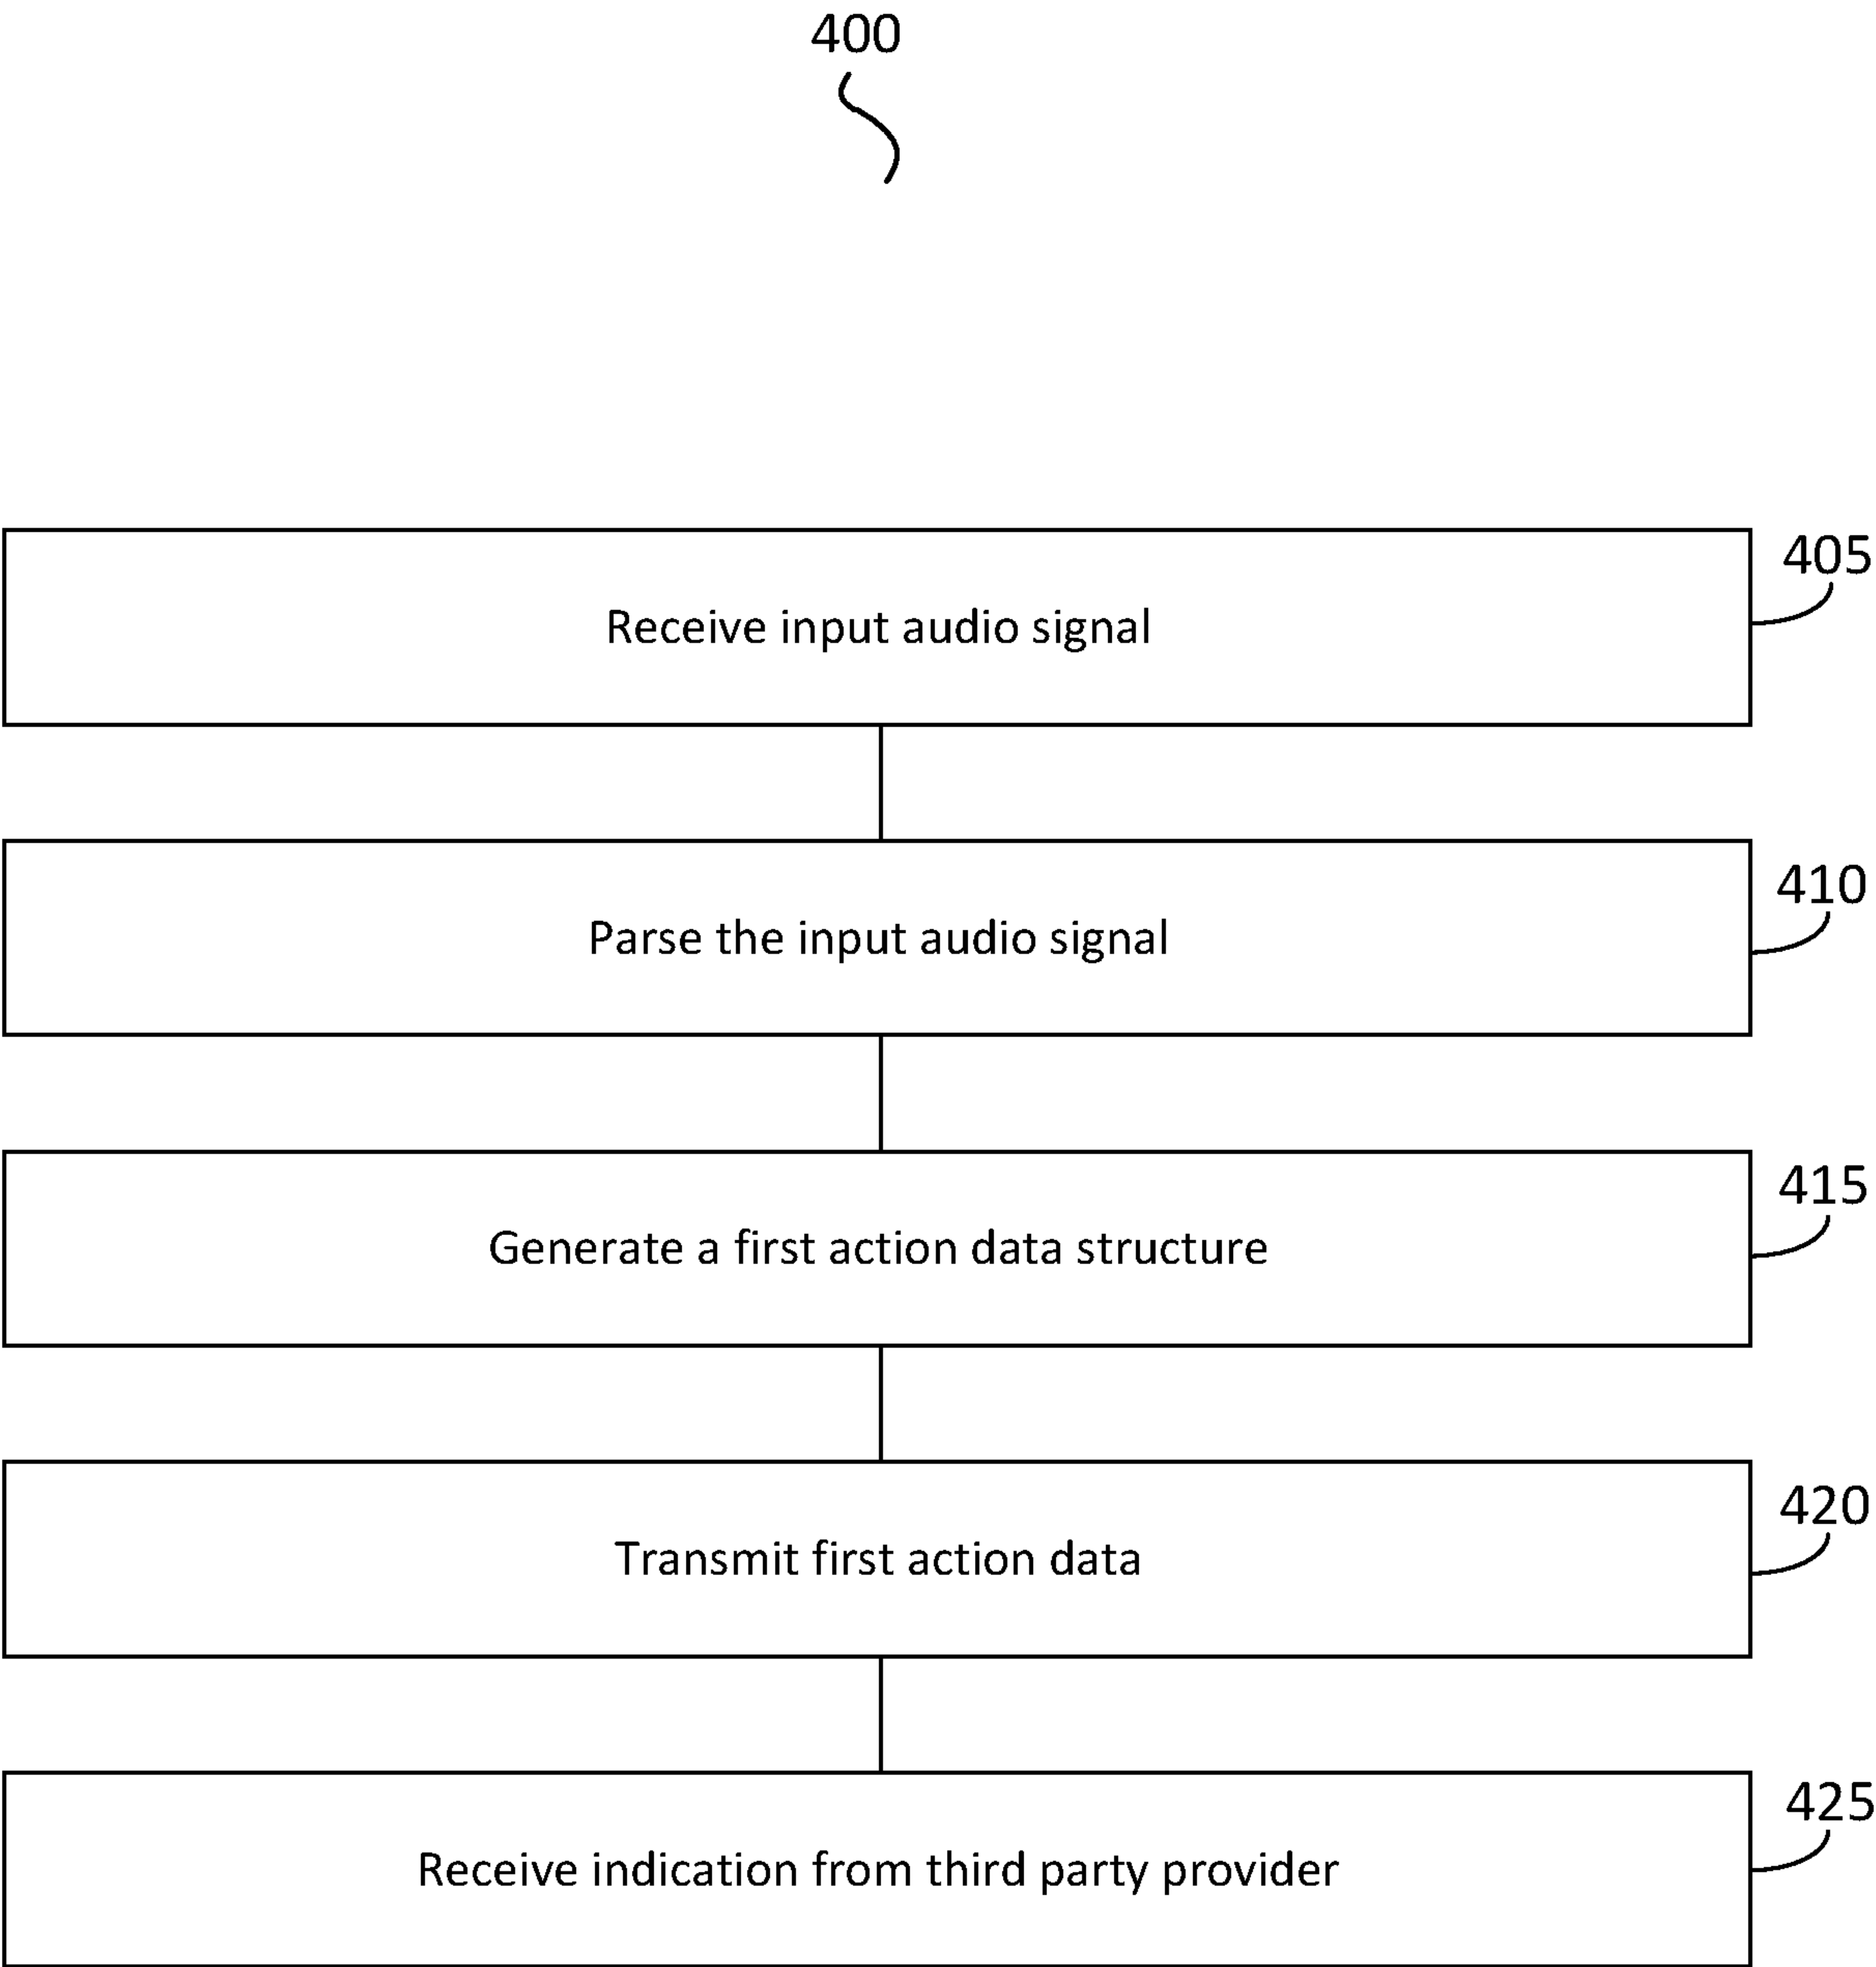 400
405
Receive input audio signal
410
Parse the input audio signal
415
Generate a first action data structure
420
Transmit first action data
425
Receive indication from third party provider